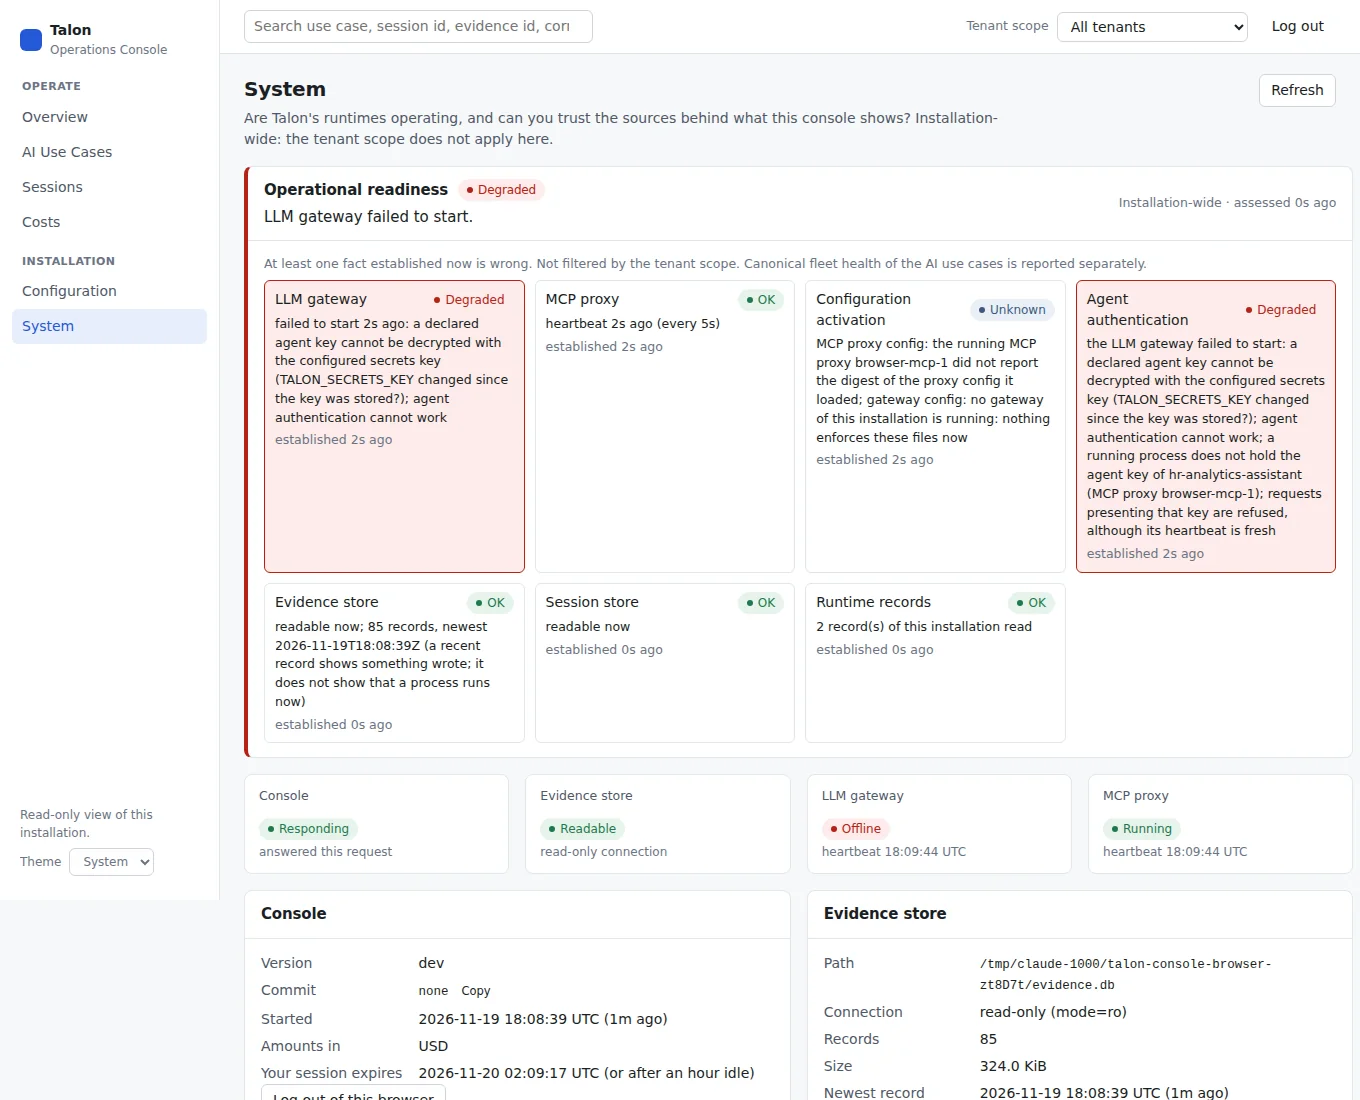 Talon
Operations Console
OPERATE
Overview
AI Use Cases
Sessions
Costs
INSTALLATION
Configuration
System
Read-only view of this
installation.
Theme System
Search use case, session id, evidence id, corr
Tenant scope All tenants Log out
System
Refresh
Are Talon's runtimes operating, and can you trust the sources behind what this console shows? Installation-
wide: the tenant scope does not apply here.
Operational readiness Degraded
LLM gateway failed to start.
Installation-wide · assessed 0s ago
At least one fact established now is wrong. Not filtered by the tenant scope. Canonical fleet health of the AI use cases is reported separately.
LLM gateway Degraded
failed to start 2s ago: a declared
agent key cannot be decrypted with
the configured secrets key
(TALON_SECRETS_KEY changed since
the key was stored?); agent
authentication cannot work
established 2s ago
MCP proxy OK
heartbeat 2s ago (every 5s)
established 2s ago
Configuration
activation
Unknown
MCP proxy config: the running MCP
proxy browser-mcp-1 did not report
the digest of the proxy config it
loaded; gateway config: no gateway
of this installation is running: nothing
enforces these files now
established 2s ago
Agent
authentication
Degraded
the LLM gateway failed to start: a
declared agent key cannot be
decrypted with the configured secrets
key (TALON_SECRETS_KEY changed
since the key was stored?); agent
authentication cannot work; a
running process does not hold the
agent key of hr-analytics-assistant
(MCP proxy browser-mcp-1); requests
presenting that key are refused,
although its heartbeat is fresh
established 2s ago
Evidence store OK
readable now; 85 records, newest
2026-11-19T18:08:39Z (a recent
record shows something wrote; it
does not show that a process runs
now)
established 0s ago
Session store OK
readable now
established 0s ago
Runtime records OK
2 record(s) of this installation read
established 0s ago
Console
Responding
answered this request
Evidence store
Readable
read-only connection
LLM gateway
Offline
heartbeat 18:09:44 UTC
MCP proxy
Running
heartbeat 18:09:44 UTC
Console
Version dev
Commit none Copy
Started 2026-11-19 18:08:39 UTC (1m ago)
Amounts in USD
Your session expires 2026-11-20 02:09:17 UTC (or after an hour idle)
Log out of this browser
Evidence store
Path /tmp/claude-1000/talon-console-browser-
zt8D7t/evidence.db
Connection read-only (mode=ro)
Records 85
Size 324.0 KiB
Newest record 2026-11-19 18:08:39 UTC (1m ago)